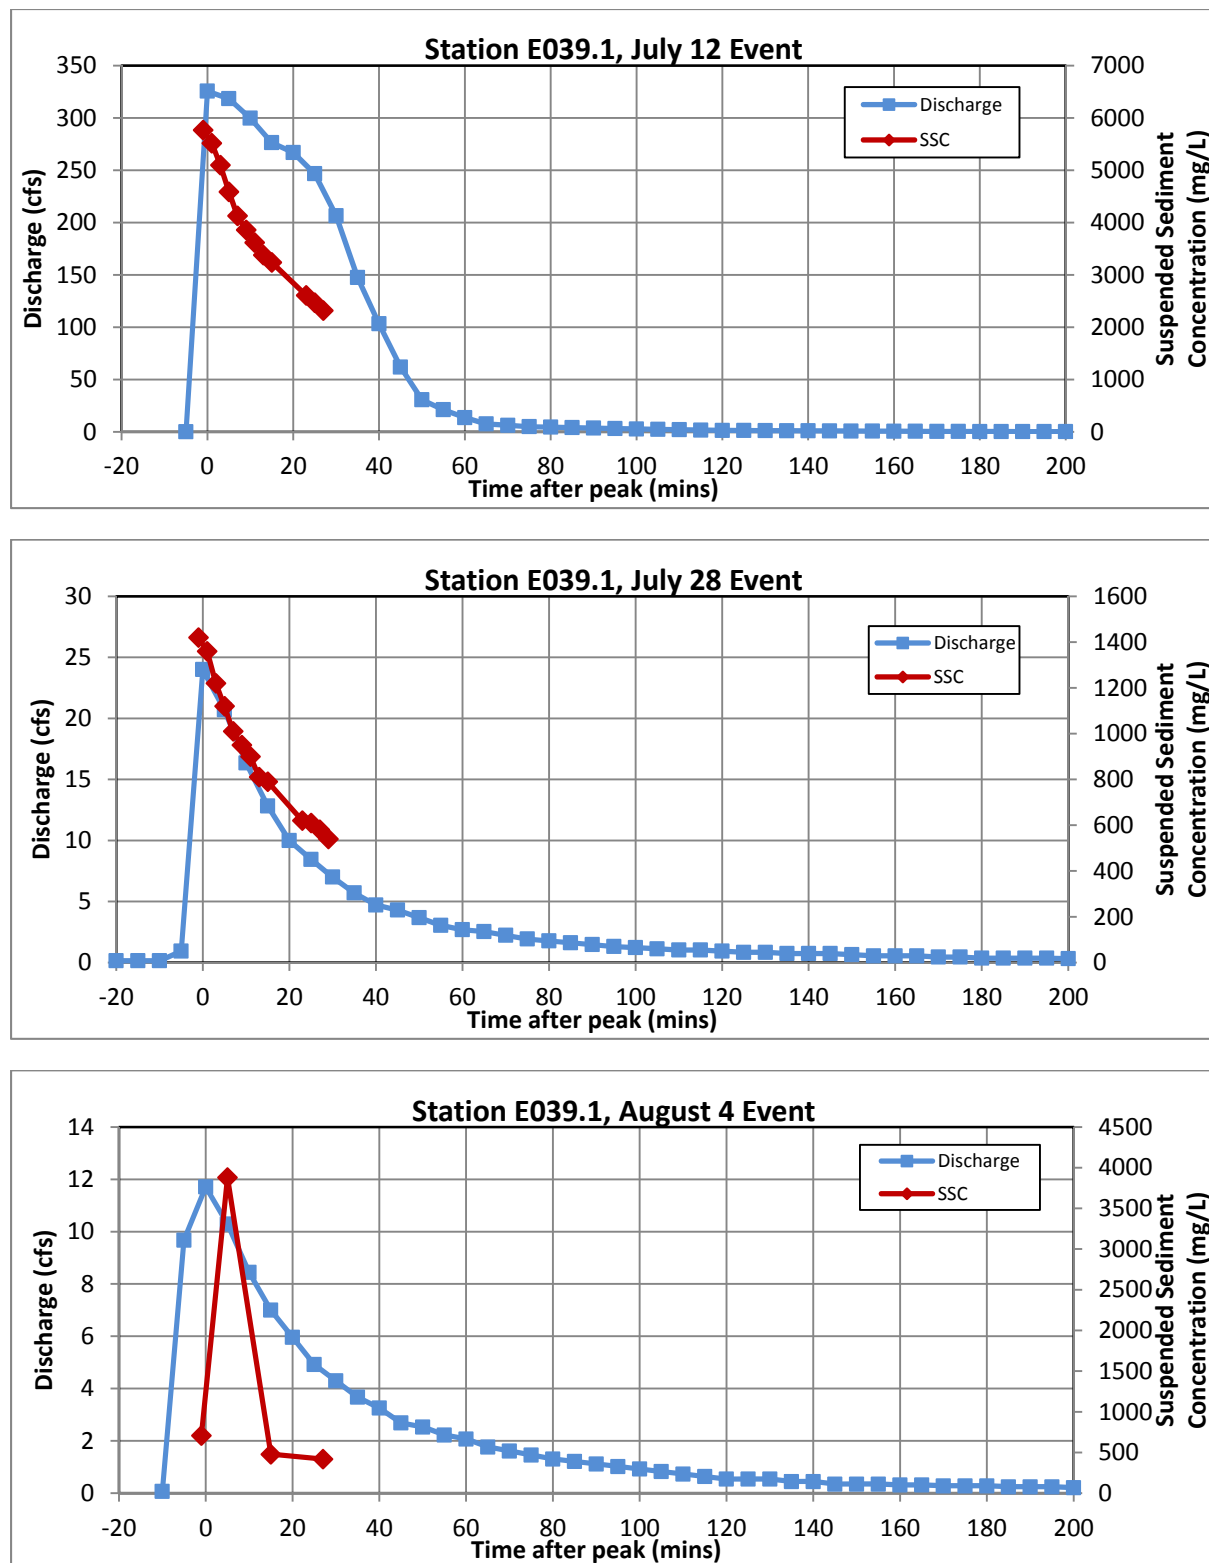 Station E039.1, July 12 Event
350
300
250
200
150
100
50
0
7000
6000
5000
4000
3000
2000
1000
0
Discharge (cfs)
Suspended Sediment
Concentration (mg/L)
Discharge
SSC
-20 0 20 40 60 80 100 120 140 160 180 200
Time after peak (mins)
Station E039.1, July 28 Event
30
25
20
15
10
5
0
1600
1400
1200
1000
800
600
400
200
0
Discharge (cfs)
Suspended Sediment
Concentration (mg/L)
Discharge
SSC
-20 0 20 40 60 80 100 120 140 160 180 200
Time after peak (mins)
Station E039.1, August 4 Event
14
12
10
8
6
4
2
0
4500
4000
3500
3000
2500
2000
1500
1000
500
0
Discharge (cfs)
Suspended Sediment
Concentration (mg/L)
Discharge
SSC
-20 0 20 40 60 80 100 120 140 160 180 200
Time after peak (mins)